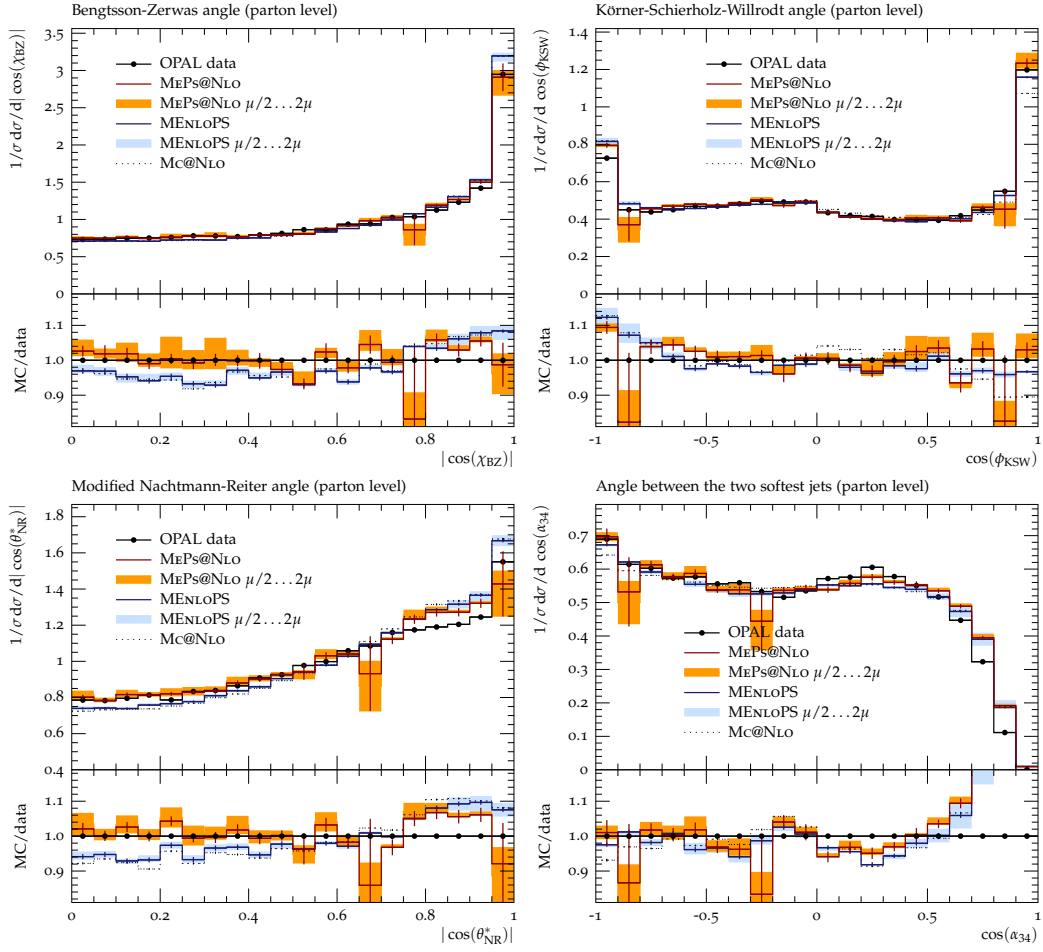 Bengtsson-Zerwas angle (parton level)
1/σ dσ/d| cos(χBZ)|
3.5
3
2.5
2
1.5
1
0.5
0
OPAL data
MEPS@NLO
MEPS@NLO μ/2...2μ
MENLOPS
MENLOPS μ/2...2μ
MC@NLO
MC/data
1.1
1.0
0.9
0 0.2 0.4 0.6 0.8 1
| cos(χBZ)|
Körner-Schierholz-Willrodt angle (parton level)
1/σ dσ/d cos(ϕKSW)
1.4
1.2
1
0.8
0.6
0.4
0.2
0
OPAL data
MEPS@NLO
MEPS@NLO μ/2...2μ
MENLOPS
MENLOPS μ/2...2μ
MC@NLO
MC/data
1.1
1.0
0.9
-1 -0.5 0 0.5 1
cos(ϕKSW)
Modified Nachtmann-Reiter angle (parton level)
1/σ dσ/d| cos(θ*NR)|
1.8
1.6
1.4
1.2
1
0.8
0.6
0.4
OPAL data
MEPS@NLO
MEPS@NLO μ/2...2μ
MENLOPS
MENLOPS μ/2...2μ
MC@NLO
MC/data
1.1
1.0
0.9
0 0.2 0.4 0.6 0.8 1
| cos(θ*NR)|
Angle between the two softest jets (parton level)
1/σ dσ/d cos(α34)
0.7
0.6
0.5
0.4
0.3
0.2
0.1
0
OPAL data
MEPS@NLO
MEPS@NLO μ/2...2μ
MENLOPS
MENLOPS μ/2...2μ
MC@NLO
MC/data
1.1
1.0
0.9
-1 -0.5 0 0.5 1
cos(α34)